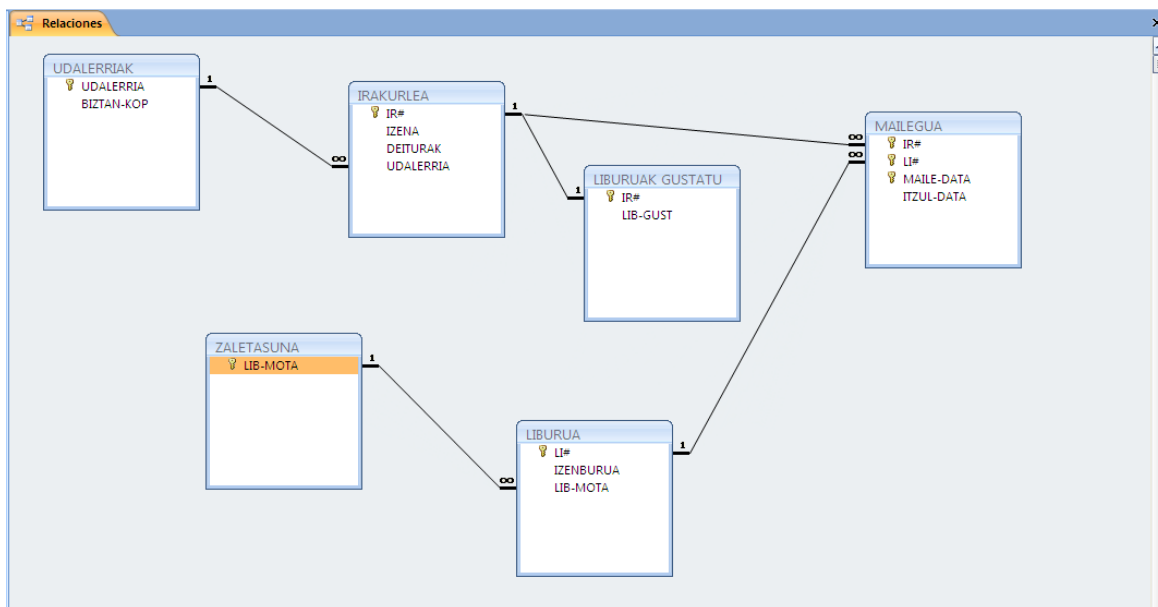 Relaciones
UDALERRIAK
UDALERRIA
BIZTAN-KOP
1
∞
IRAKURLEA
IR#
IZENA
DEITURAK
UDALERRIA
1
1
LIBURUAK GUSTATU
IR#
LIB-GUST
∞
∞
MAILEGUA
IR#
LI#
MAILE-DATA
ITZUL-DATA
ZALETASUNA
LIB-MOTA
1
∞
LIBURUA
LI#
IZENBURUA
LIB-MOTA
1